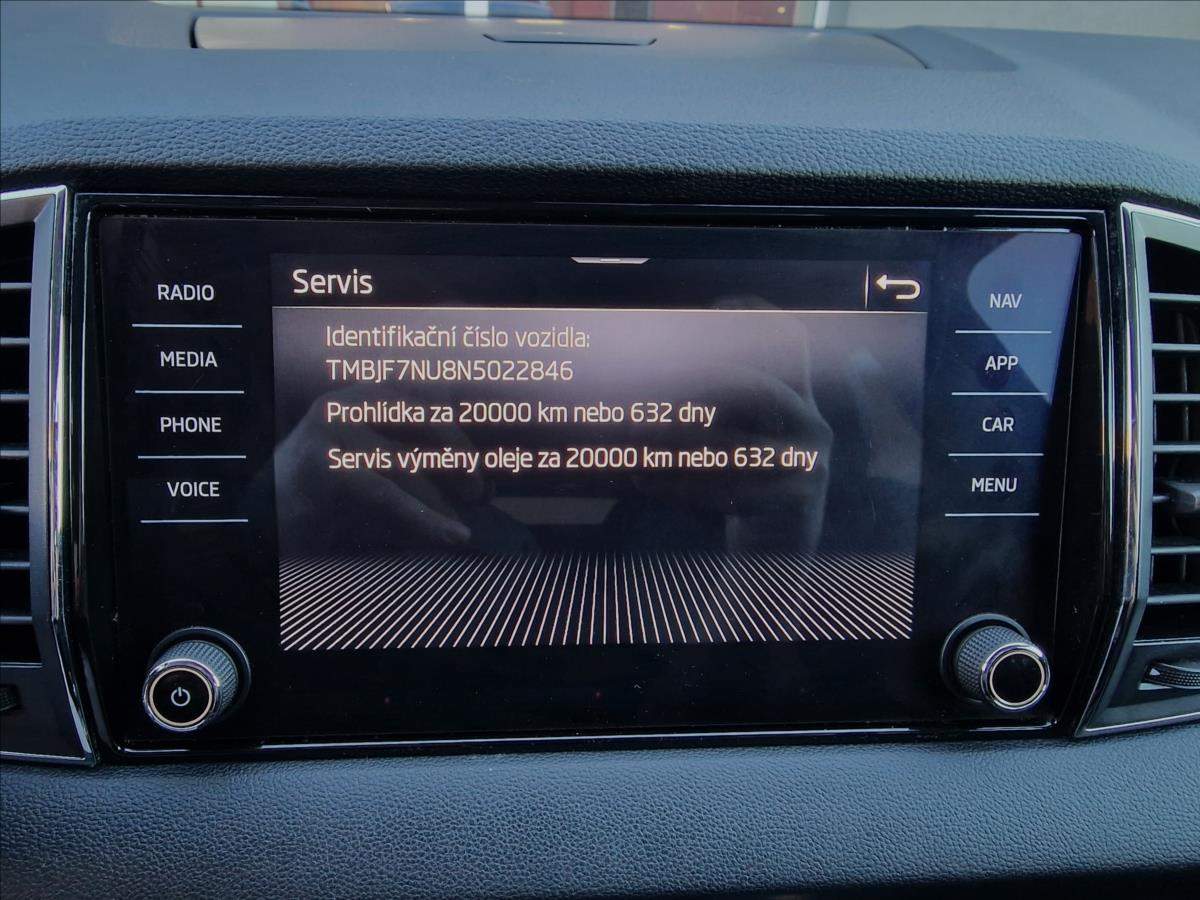 Servis
RADIO
MEDIA
PHONE
VOICE
Identifikační číslo vozidla:
TMBJF7NU8N5022846
Prohlídka za 20000 km nebo 632 dny
Servis výměny oleje za 20000 km nebo 632 dny
NAV
APP
CAR
MENU